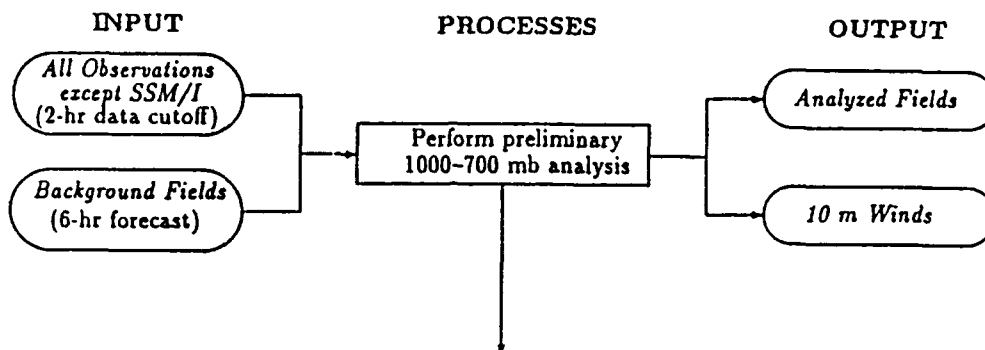 INPUT
PROCESSES
OUTPUT
All Observations
except SSM/I
(2-hr data cutoff)
Background Fields
(6-hr forecast)
Perform preliminary
1000–700 mb analysis
Analyzed Fields
10 m Winds